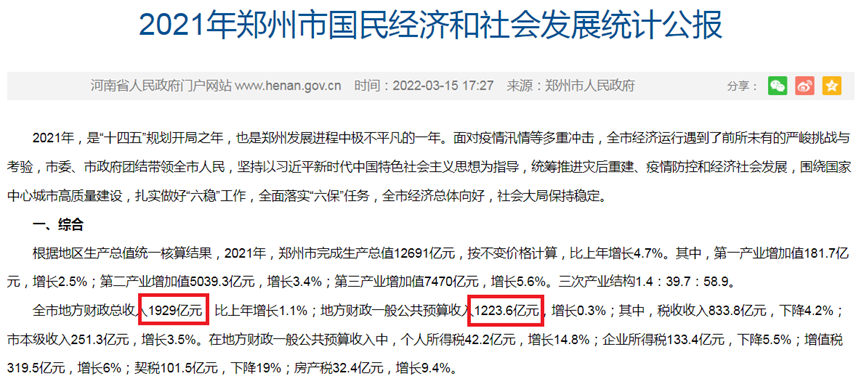 2021年郑州市国民经济和社会发展统计公报
河南省人民政府门户网站 www.henan.gov.cn 时间：2022-03-15 17:27 来源：郑州市人民政府 分享：
2021年，是“十四五”规划开局之年，也是郑州发展进程中极不平凡的一年。面对疫情汛情等多重冲击，全市经济运行遇到了前所未有的严峻挑战与
考验，市委、市政府团结带领全市人民，坚持以习近平新时代中国特色社会主义思想为指导，统筹推进灾后重建、疫情防控和经济社会发展，围绕国家
中心城市高质量建设，扎实做好“六稳”工作，全面落实“六保”任务，全市经济总体向好，社会大局保持稳定。
一、综合
根据地区生产总值统一核算结果，2021年，郑州市完成生产总值12691亿元，按不变价格计算，比上年增长4.7%。其中，第一产业增加值181.7亿
元，增长2.5%；第二产业增加值5039.3亿元，增长3.4%；第三产业增加值7470亿元，增长5.6%。三次产业结构1.4：39.7：58.9。
全市地方财政总收入1929亿元，比上年增长1.1%；地方财政一般公共预算收入1223.6亿元，增长0.3%；其中，税收收入833.8亿元，下降4.2%；
市本级收入251.3亿元，增长3.5%。在地方财政一般公共预算收入中，个人所得税42.2亿元，增长14.8%；企业所得税133.4亿元，下降5.5%；增值税
319.5亿元，增长6%；契税101.5亿元，下降19%；房产税32.4亿元，增长9.4%。